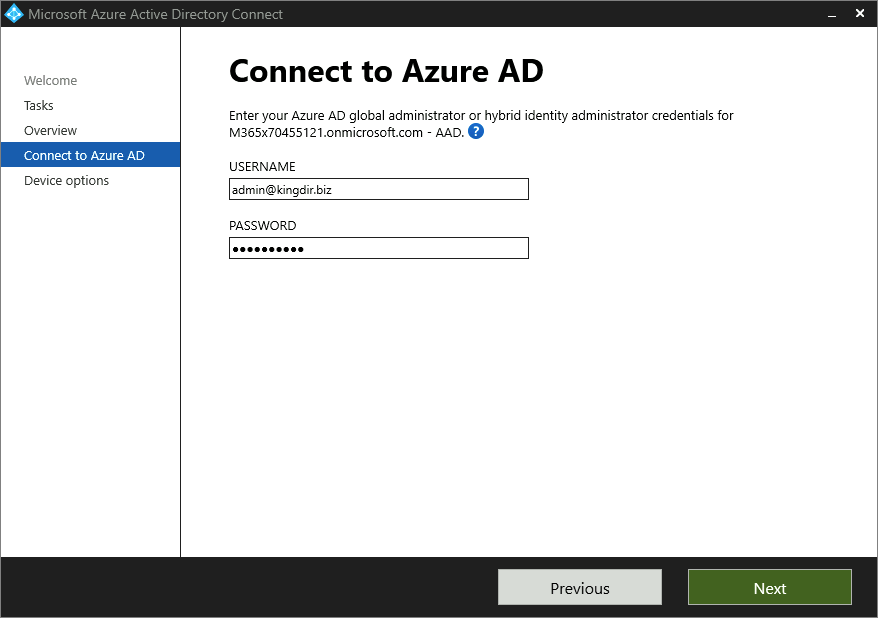 Microsoft Azure Active Directory Connect
Welcome
Tasks
Overview
Connect to Azure AD
Device options
Connect to Azure AD
Enter your Azure AD global administrator or hybrid identity administrator credentials for
M365x70455121.onmicrosoft.com - AAD. ?
USERNAME
admin@kingdir.biz
PASSWORD
●●●●●●●●●●
Previous
Next